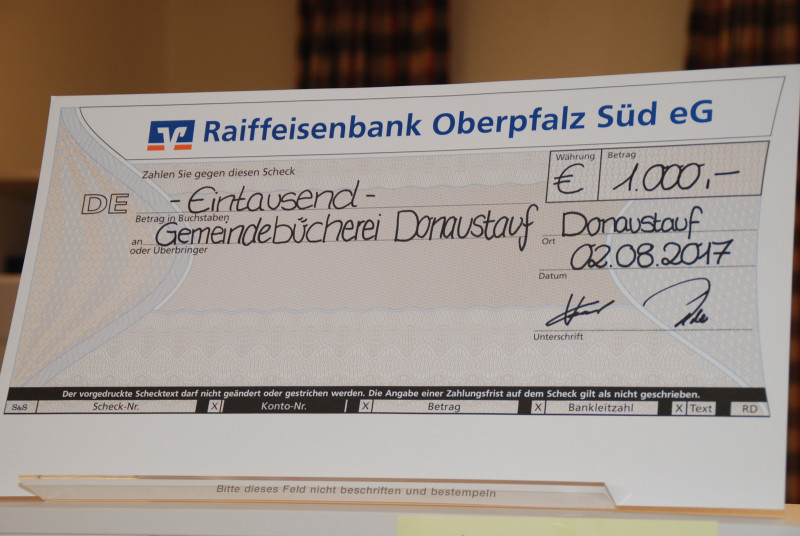 Raiffeisenbank Oberpfalz Süd eG
Zahlen Sie gegen diesen Scheck
Währung Betrag
€ 1.000,-
DE - Eintausend -
Betrag in Buchstaben
an Gemeindebücherei Donaustauf
oder Überbringer
Ort Donaustauf
02.08.2017
Datum
Unterschrift
Der vorgedruckte Schecktext darf nicht geändert oder gestrichen werden. Die Angabe einer Zahlungsfrist auf dem Scheck gilt als nicht geschrieben.
S&S Scheck-Nr. X Konto-Nr. X Betrag X Bankleitzahl X Text RD
Bitte dieses Feld nicht beschriften und bestempeln